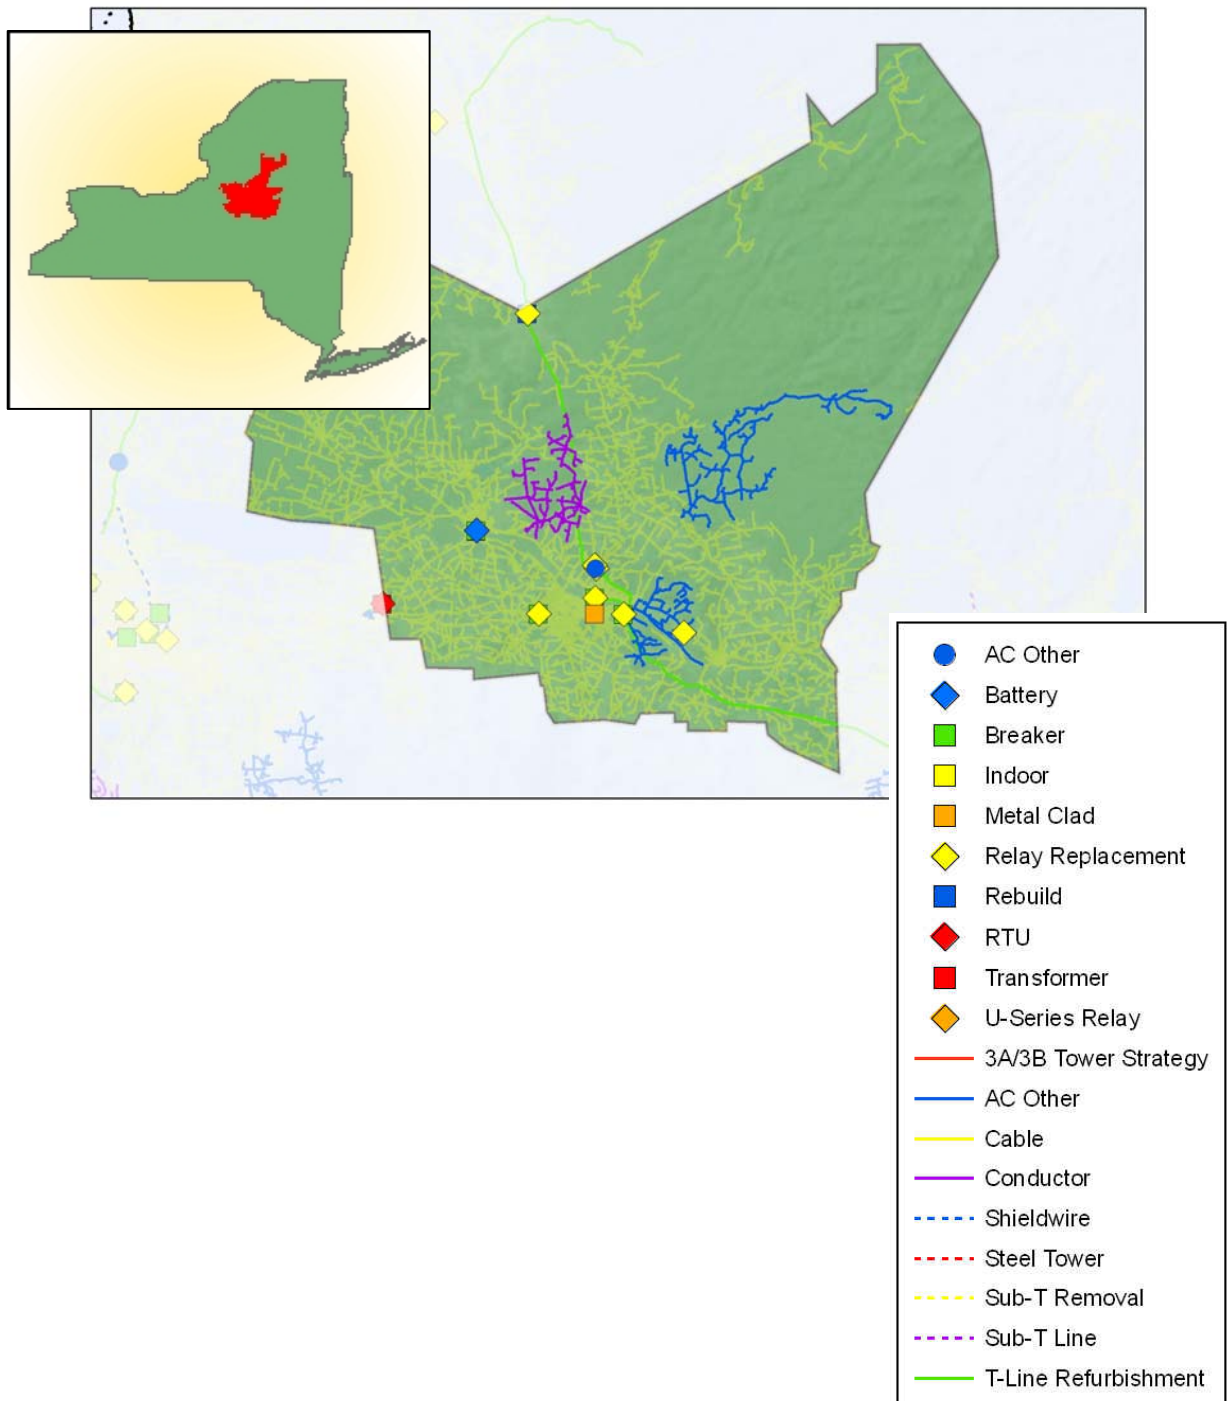 AC Other
Battery
Breaker
Indoor
Metal Clad
Relay Replacement
Rebuild
RTU
Transformer
U-Series Relay
3A/3B Tower Strategy
AC Other
Cable
Conductor
Shieldwire
Steel Tower
Sub-T Removal
Sub-T Line
T-Line Refurbishment